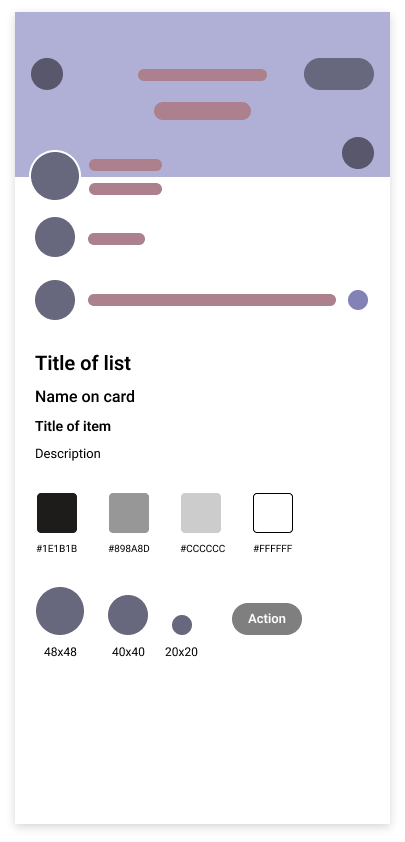 Title of list
Name on card
Title of item
Description
#1E1B1B #898A8D #CCCCCC #FFFFFF
Action
48x48 40x40 20x20